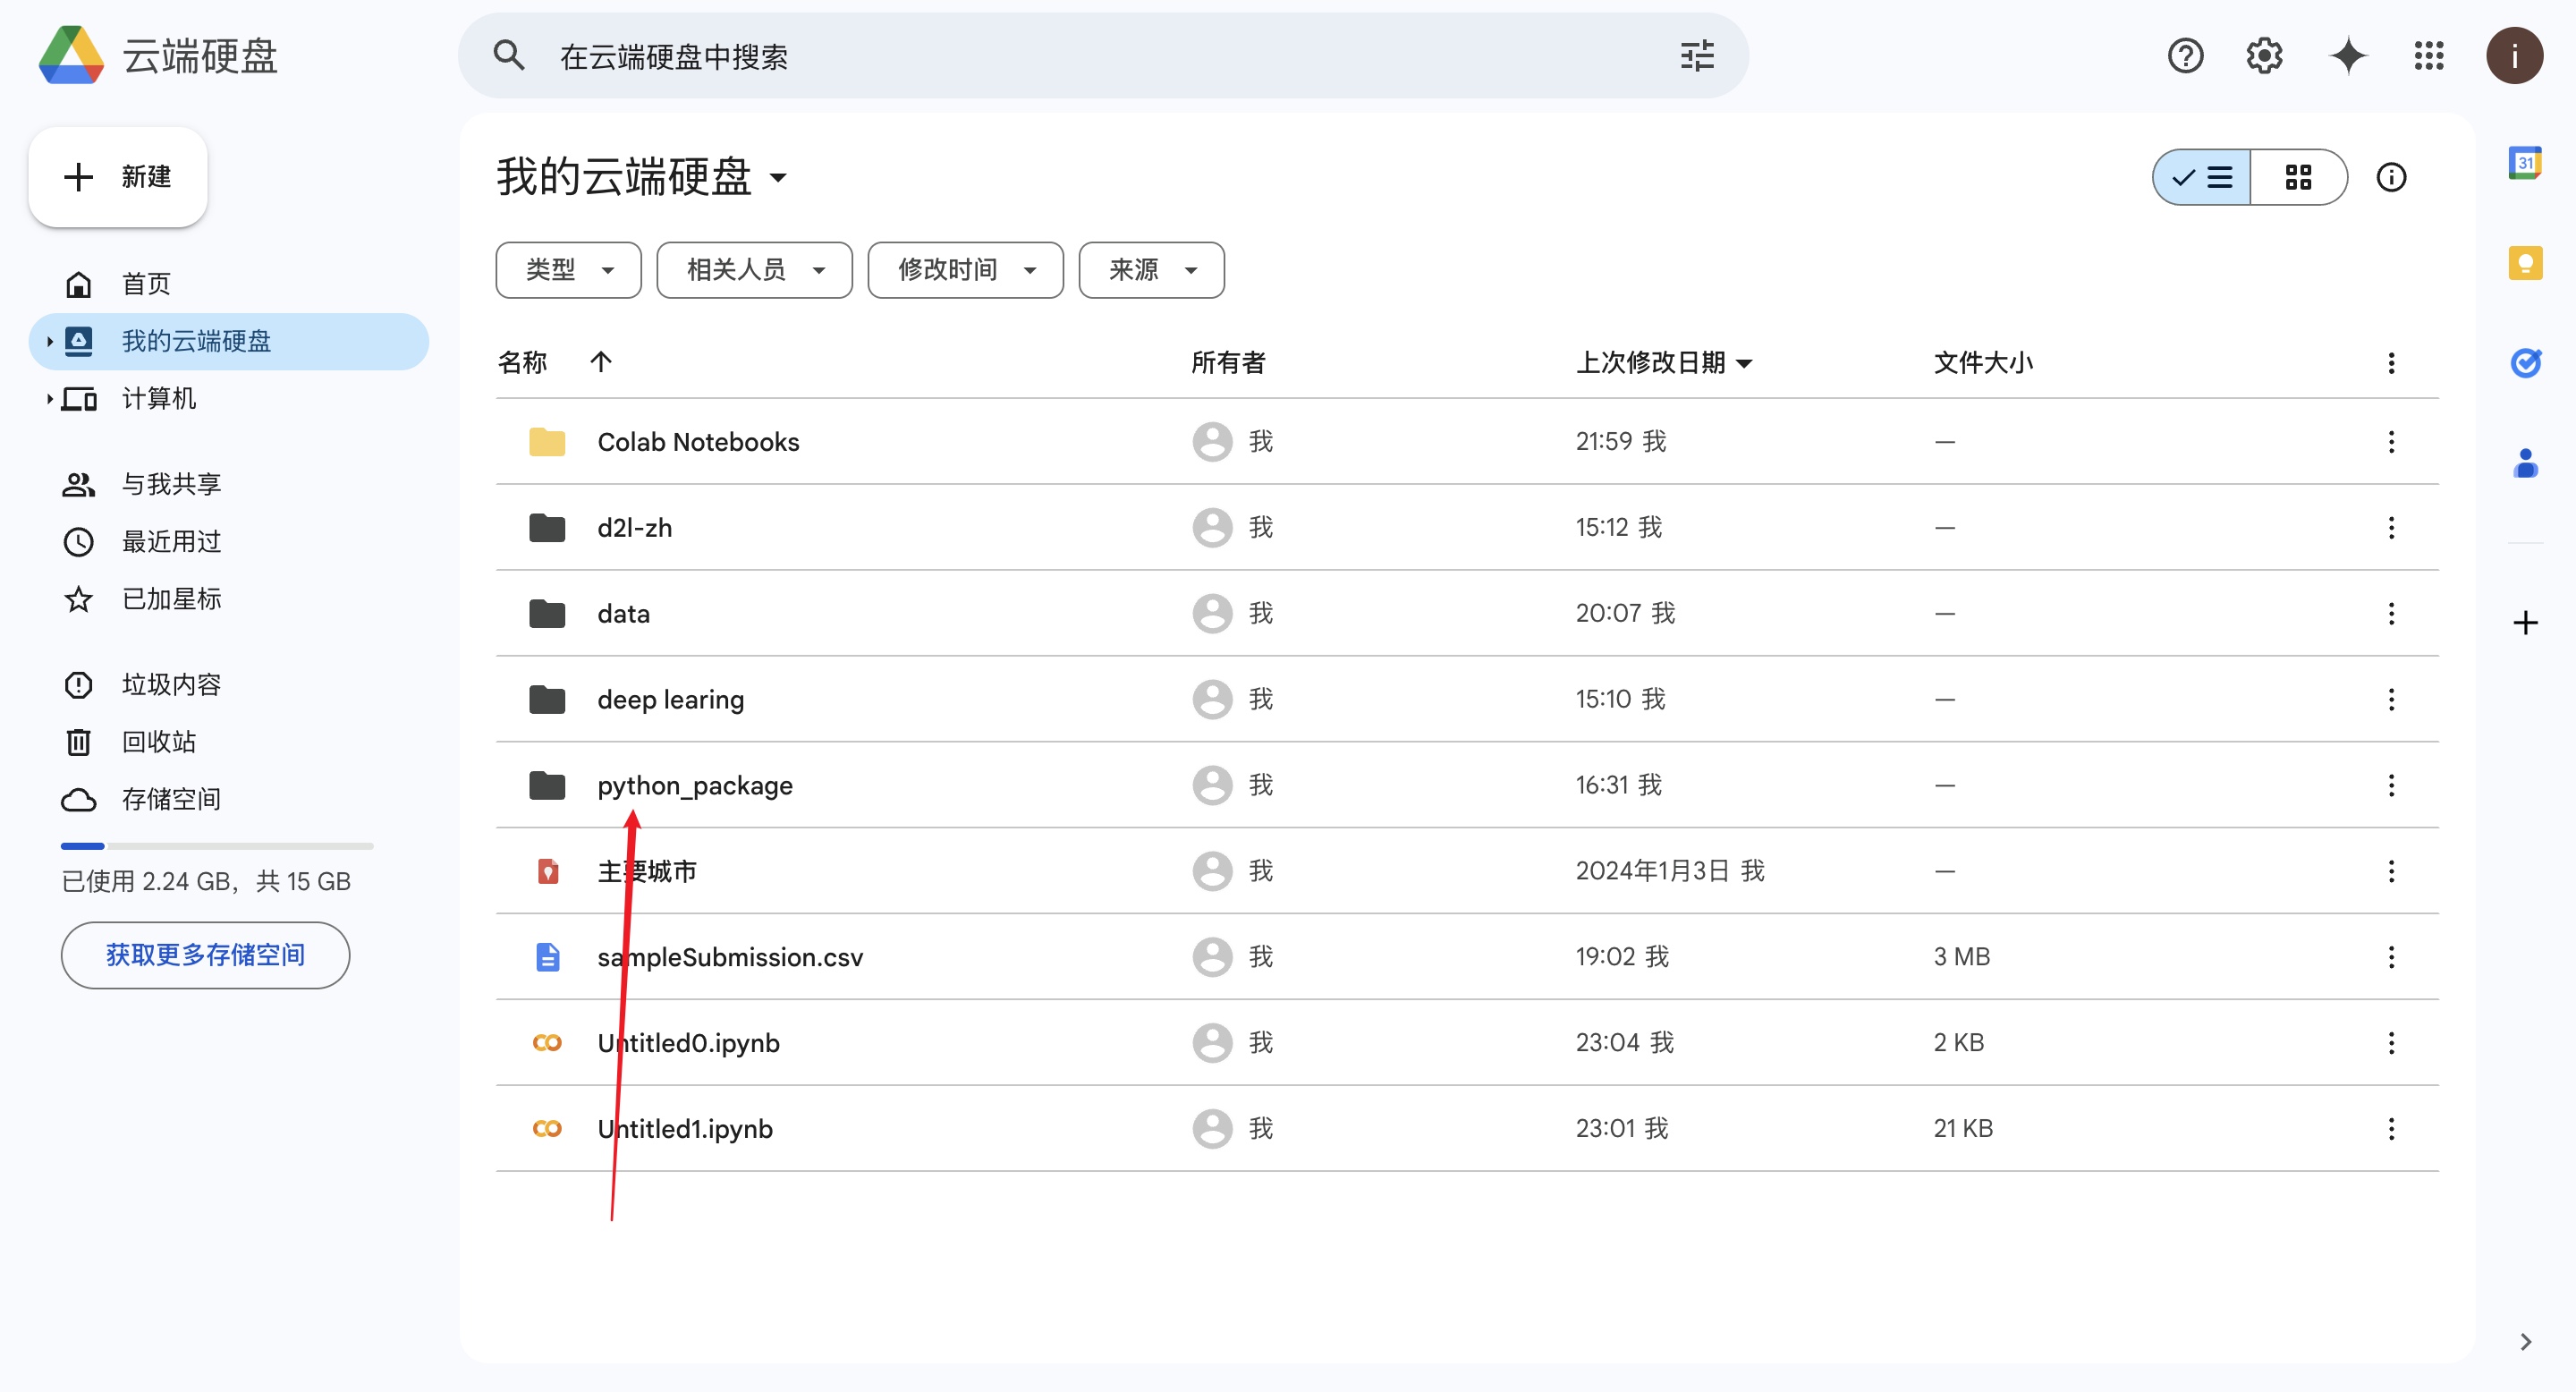 云端硬盘
在云端硬盘中搜索
i
新建
首页
我的云端硬盘
计算机
与我共享
最近用过
已加星标
垃圾内容
回收站
存储空间
已使用 2.24 GB，共 15 GB
获取更多存储空间
我的云端硬盘
类型 相关人员 修改时间 来源
名称 所有者 上次修改日期 文件大小
Colab Notebooks 我 21:59 我 —
d2l-zh 我 15:12 我 —
data 我 20:07 我 —
deep learing 我 15:10 我 —
python_package 我 16:31 我 —
主要城市 我 2024年1月3日 我 —
sampleSubmission.csv 我 19:02 我 3 MB
Untitled0.ipynb 我 23:04 我 2 KB
Untitled1.ipynb 我 23:01 我 21 KB
31